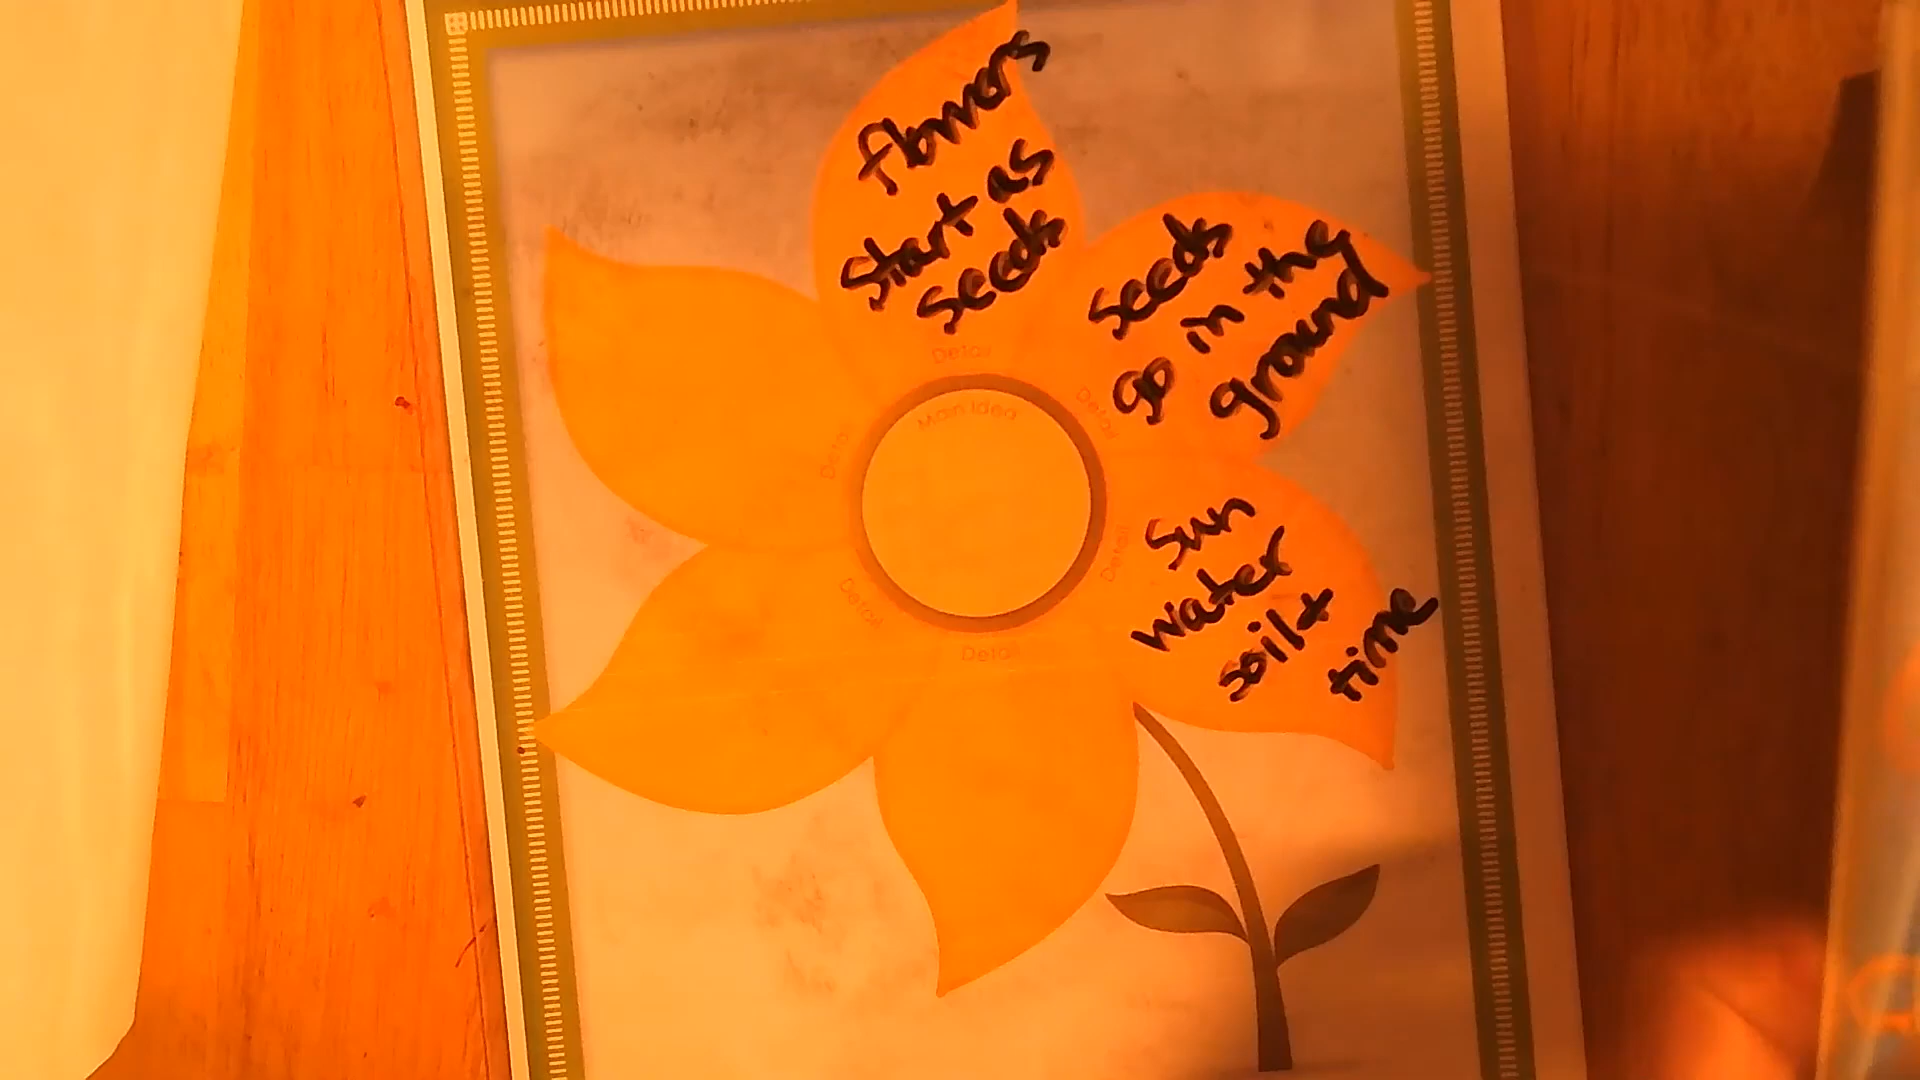 flowers
start as
seeds
seeds
go in the
ground
sun
water
soil +
time
Main Idea
Detail
Detail
Detail
Detail
Detail
Detail